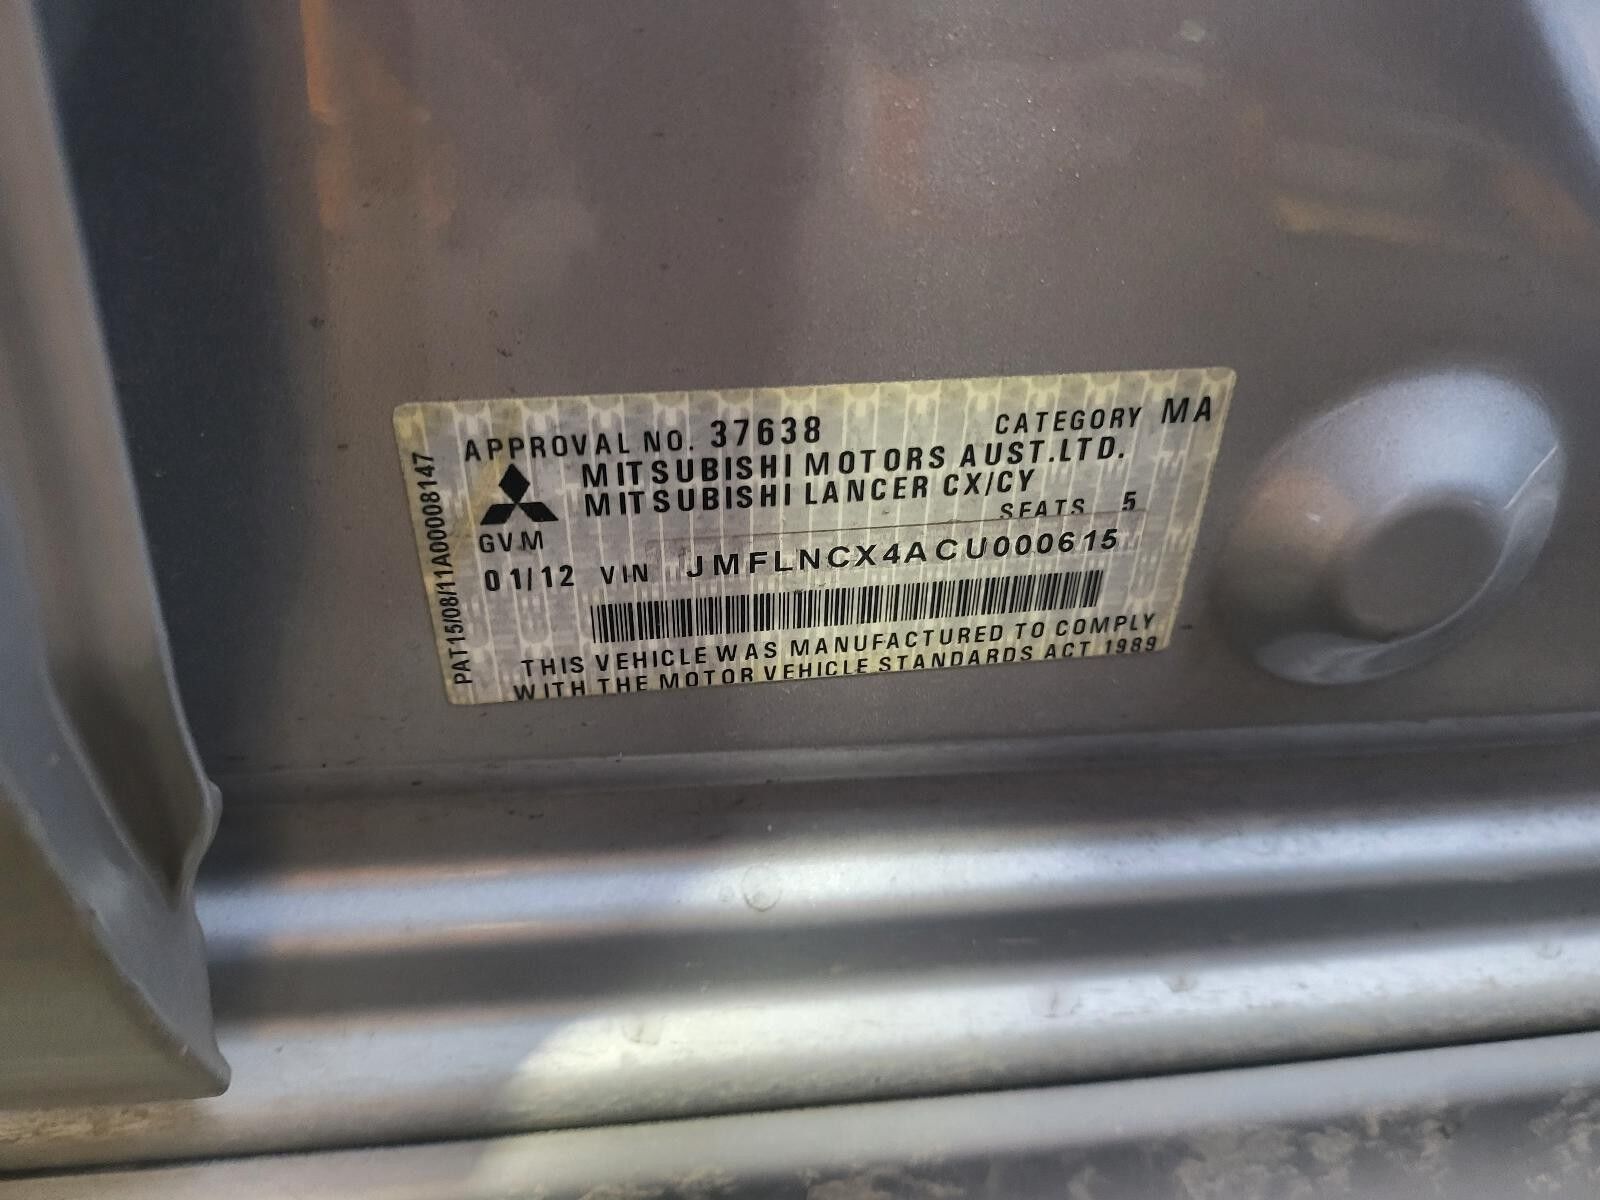 APPROVAL NO. 37638 CATEGORY MA
MITSUBISHI MOTORS AUST.LTD.
MITSUBISHI LANCER CX/CY
SEATS 5
GVM
01/12 VIN JMFLNCX4ACU000615
THIS VEHICLE WAS MANUFACTURED TO COMPLY
WITH THE MOTOR VEHICLE STANDARDS ACT 1989
PAT15/08/11A00008147